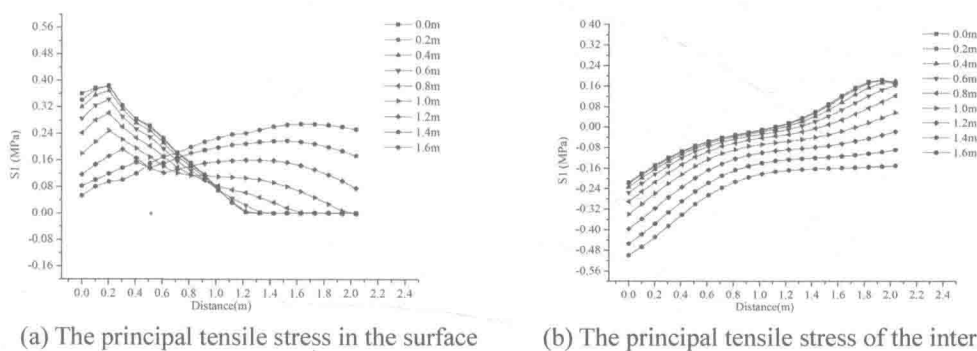 0.56
0.48
0.40
0.32
0.24
0.16
0.08
0.00
-0.08
-0.16
S1 (MPa)
0.0 0.2 0.4 0.6 0.8 1.0 1.2 1.4 1.6 1.8 2.0 2.2 2.4
Distance(m)
0.0m
0.2m
0.4m
0.6m
0.8m
1.0m
1.2m
1.4m
1.6m
(a) The principal tensile stress in the surface
0.40
0.32
0.24
0.16
0.08
0.00
-0.08
-0.16
-0.24
-0.32
-0.40
-0.48
-0.56
S1 (MPa)
0.0 0.2 0.4 0.6 0.8 1.0 1.2 1.4 1.6 1.8 2.0 2.2 2.4
Distance(m)
0.0m
0.2m
0.4m
0.6m
0.8m
1.0m
1.2m
1.4m
1.6m
(b) The principal tensile stress of the inter